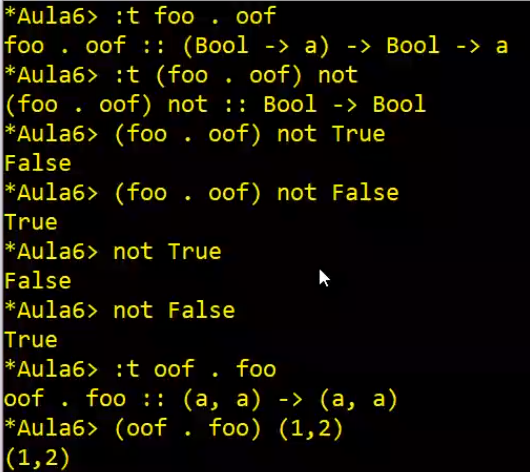 *Aula6> :t foo . oof
foo . oof :: (Bool -> a) -> Bool -> a
*Aula6> :t (foo . oof) not
(foo . oof) not :: Bool -> Bool
*Aula6> (foo . oof) not True
False
*Aula6> (foo . oof) not False
True
*Aula6> not True
False
*Aula6> not False
True
*Aula6> :t oof . foo
oof . foo :: (a, a) -> (a, a)
*Aula6> (oof . foo) (1,2)
(1,2)